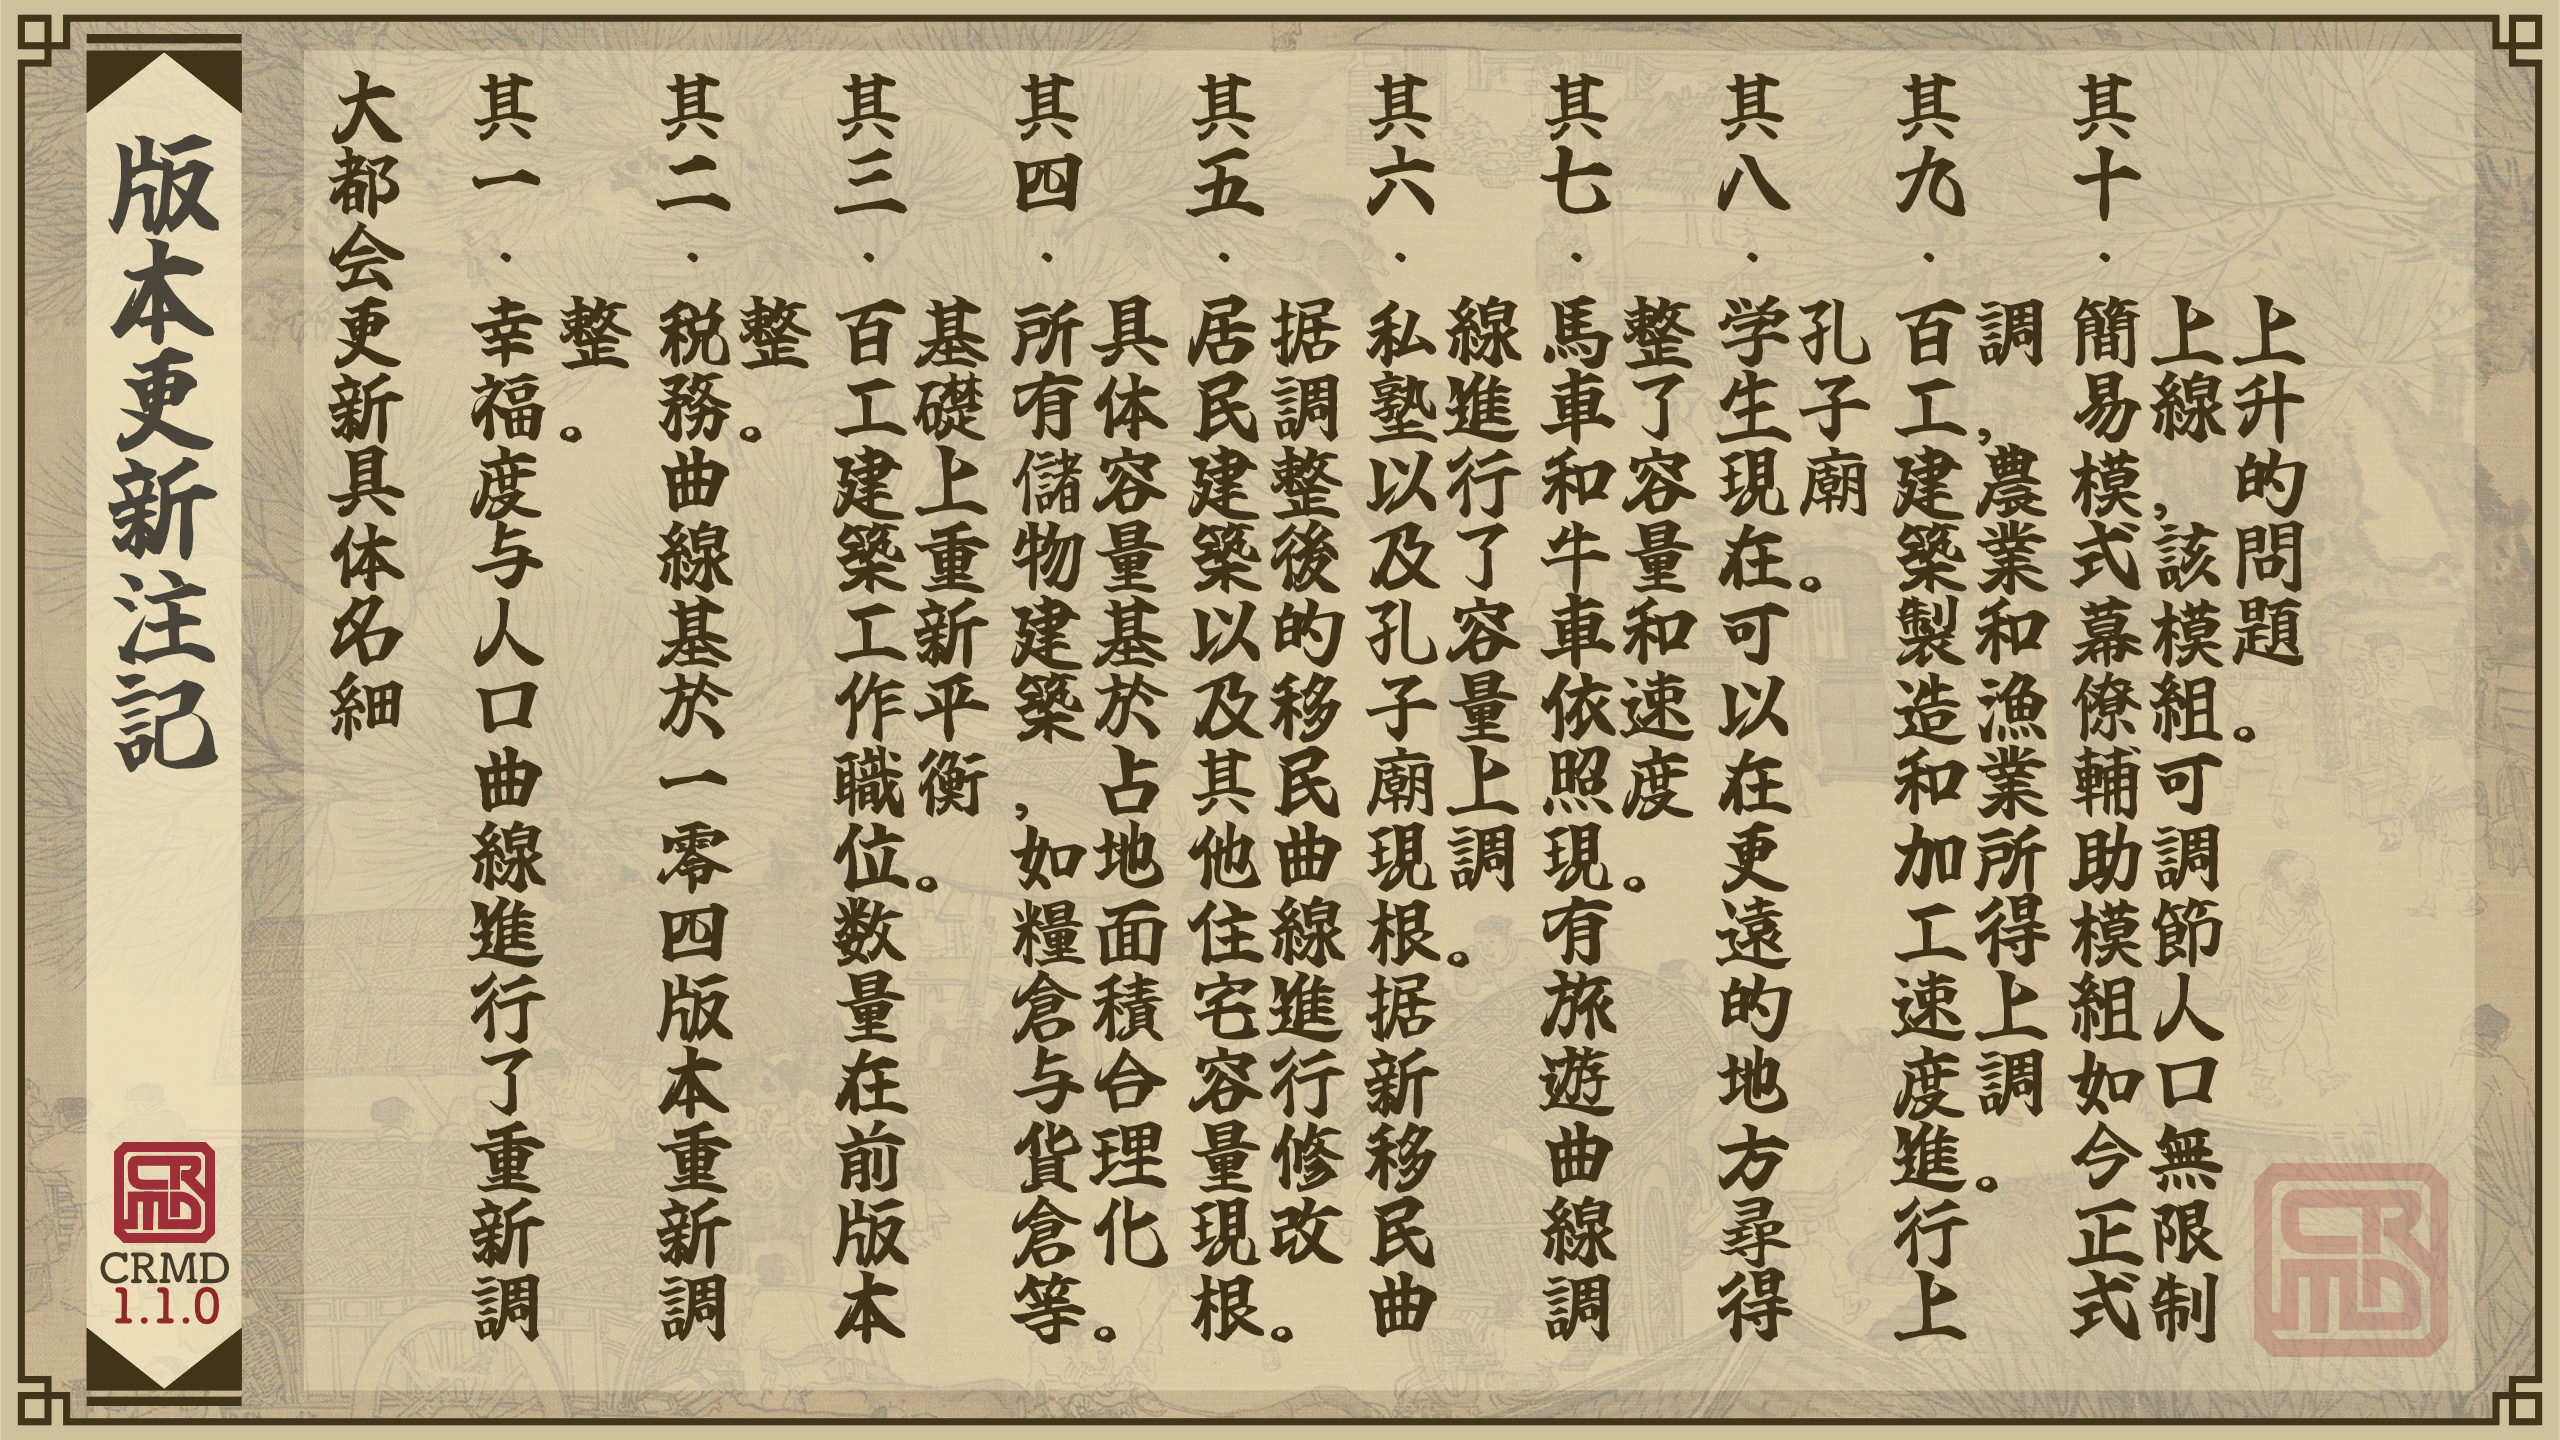 版本更新注記
CRMD
1.1.0
大都会更新具体名細
其一·幸福度与人口曲線進行了重新調
整。
其二·税務曲線基於一零四版本重新調
整。
其三·百工建築工作職位数量在前版本
基礎上重新平衡。
其四·所有儲物建築，如糧倉与貨倉等
具体容量基於占地面積合理化。
其五·居民建築以及其他住宅容量現根
据調整後的移民曲線進行修改。
其六·私塾以及孔子廟現根据新移民曲
線進行了容量上調。
其七·馬車和牛車依照現有旅遊曲線調
整了容量和速度。
其八·学生現在可以在更遠的地方尋得
孔子廟。
其九·百工建築製造和加工速度進行上
調，農業和漁業所得上調。
其十·簡易模式幕僚輔助模組如今正式
上線，該模組可調節人口無限制
上升的問題。
CRMD